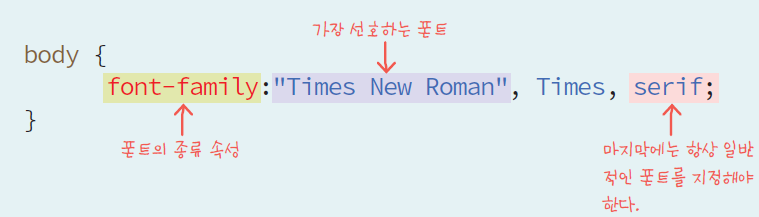 가장 선호하는 폰트
body {
font-family:"Times New Roman", Times, serif;
}
폰트의 종류 속성
마지막에는 항상 일반
적인 폰트를 지정해야
한다.